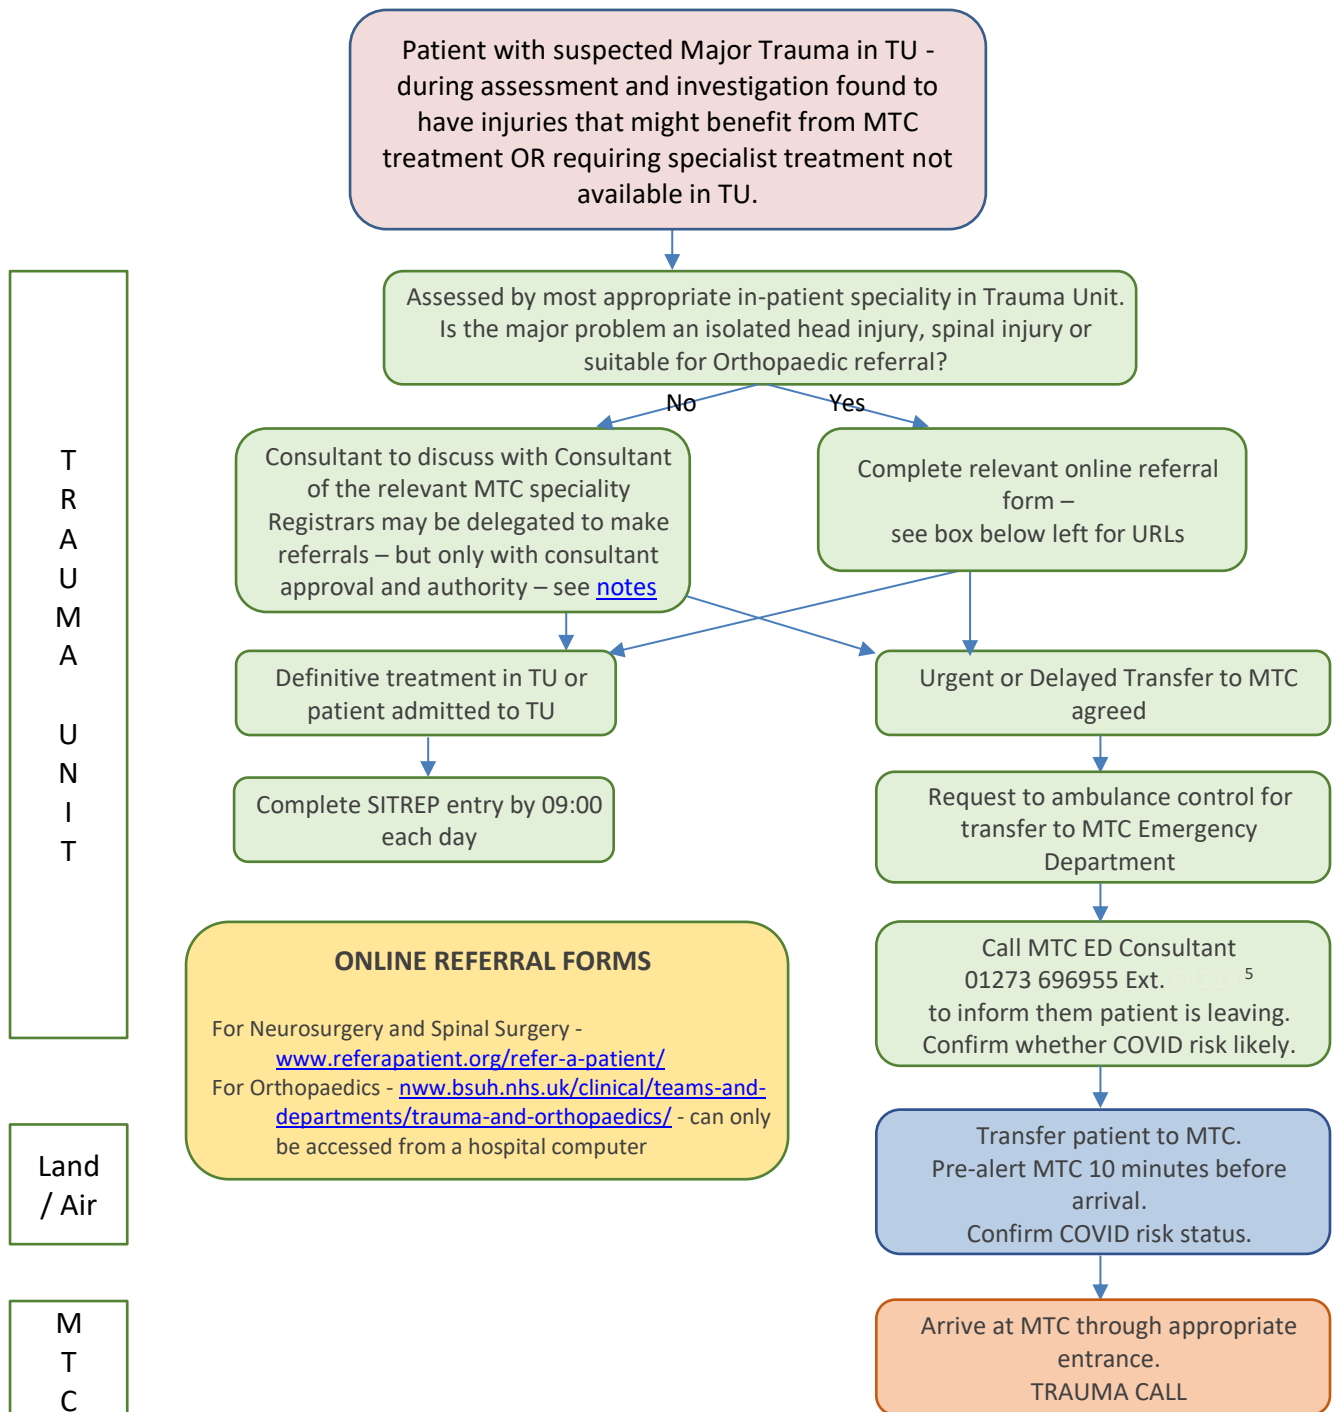 Patient with suspected Major Trauma in TU -
during assessment and investigation found to
have injuries that might benefit from MTC
treatment OR requiring specialist treatment not
available in TU.
Assessed by most appropriate in-patient speciality in Trauma Unit.
Is the major problem an isolated head injury, spinal injury or
suitable for Orthopaedic referral?
No
Yes
Consultant to discuss with Consultant
of the relevant MTC speciality
Registrars may be delegated to make
referrals – but only with consultant
approval and authority – see notes
Complete relevant online referral
form –
see box below left for URLs
Definitive treatment in TU or
patient admitted to TU
Urgent or Delayed Transfer to MTC
agreed
Complete SITREP entry by 09:00
each day
Request to ambulance control for
transfer to MTC Emergency
Department
ONLINE REFERRAL FORMS
For Neurosurgery and Spinal Surgery -
www.referapatient.org/refer-a-patient/
For Orthopaedics - nww.bsuh.nhs.uk/clinical/teams-and-
departments/trauma-and-orthopaedics/ - can only
be accessed from a hospital computer
Call MTC ED Consultant
01273 696955 Ext. 5
to inform them patient is leaving.
Confirm whether COVID risk likely.
Transfer patient to MTC.
Pre-alert MTC 10 minutes before
arrival.
Confirm COVID risk status.
Arrive at MTC through appropriate
entrance.
TRAUMA CALL
T
R
A
U
M
A
U
N
I
T
Land
/ Air
M
T
C